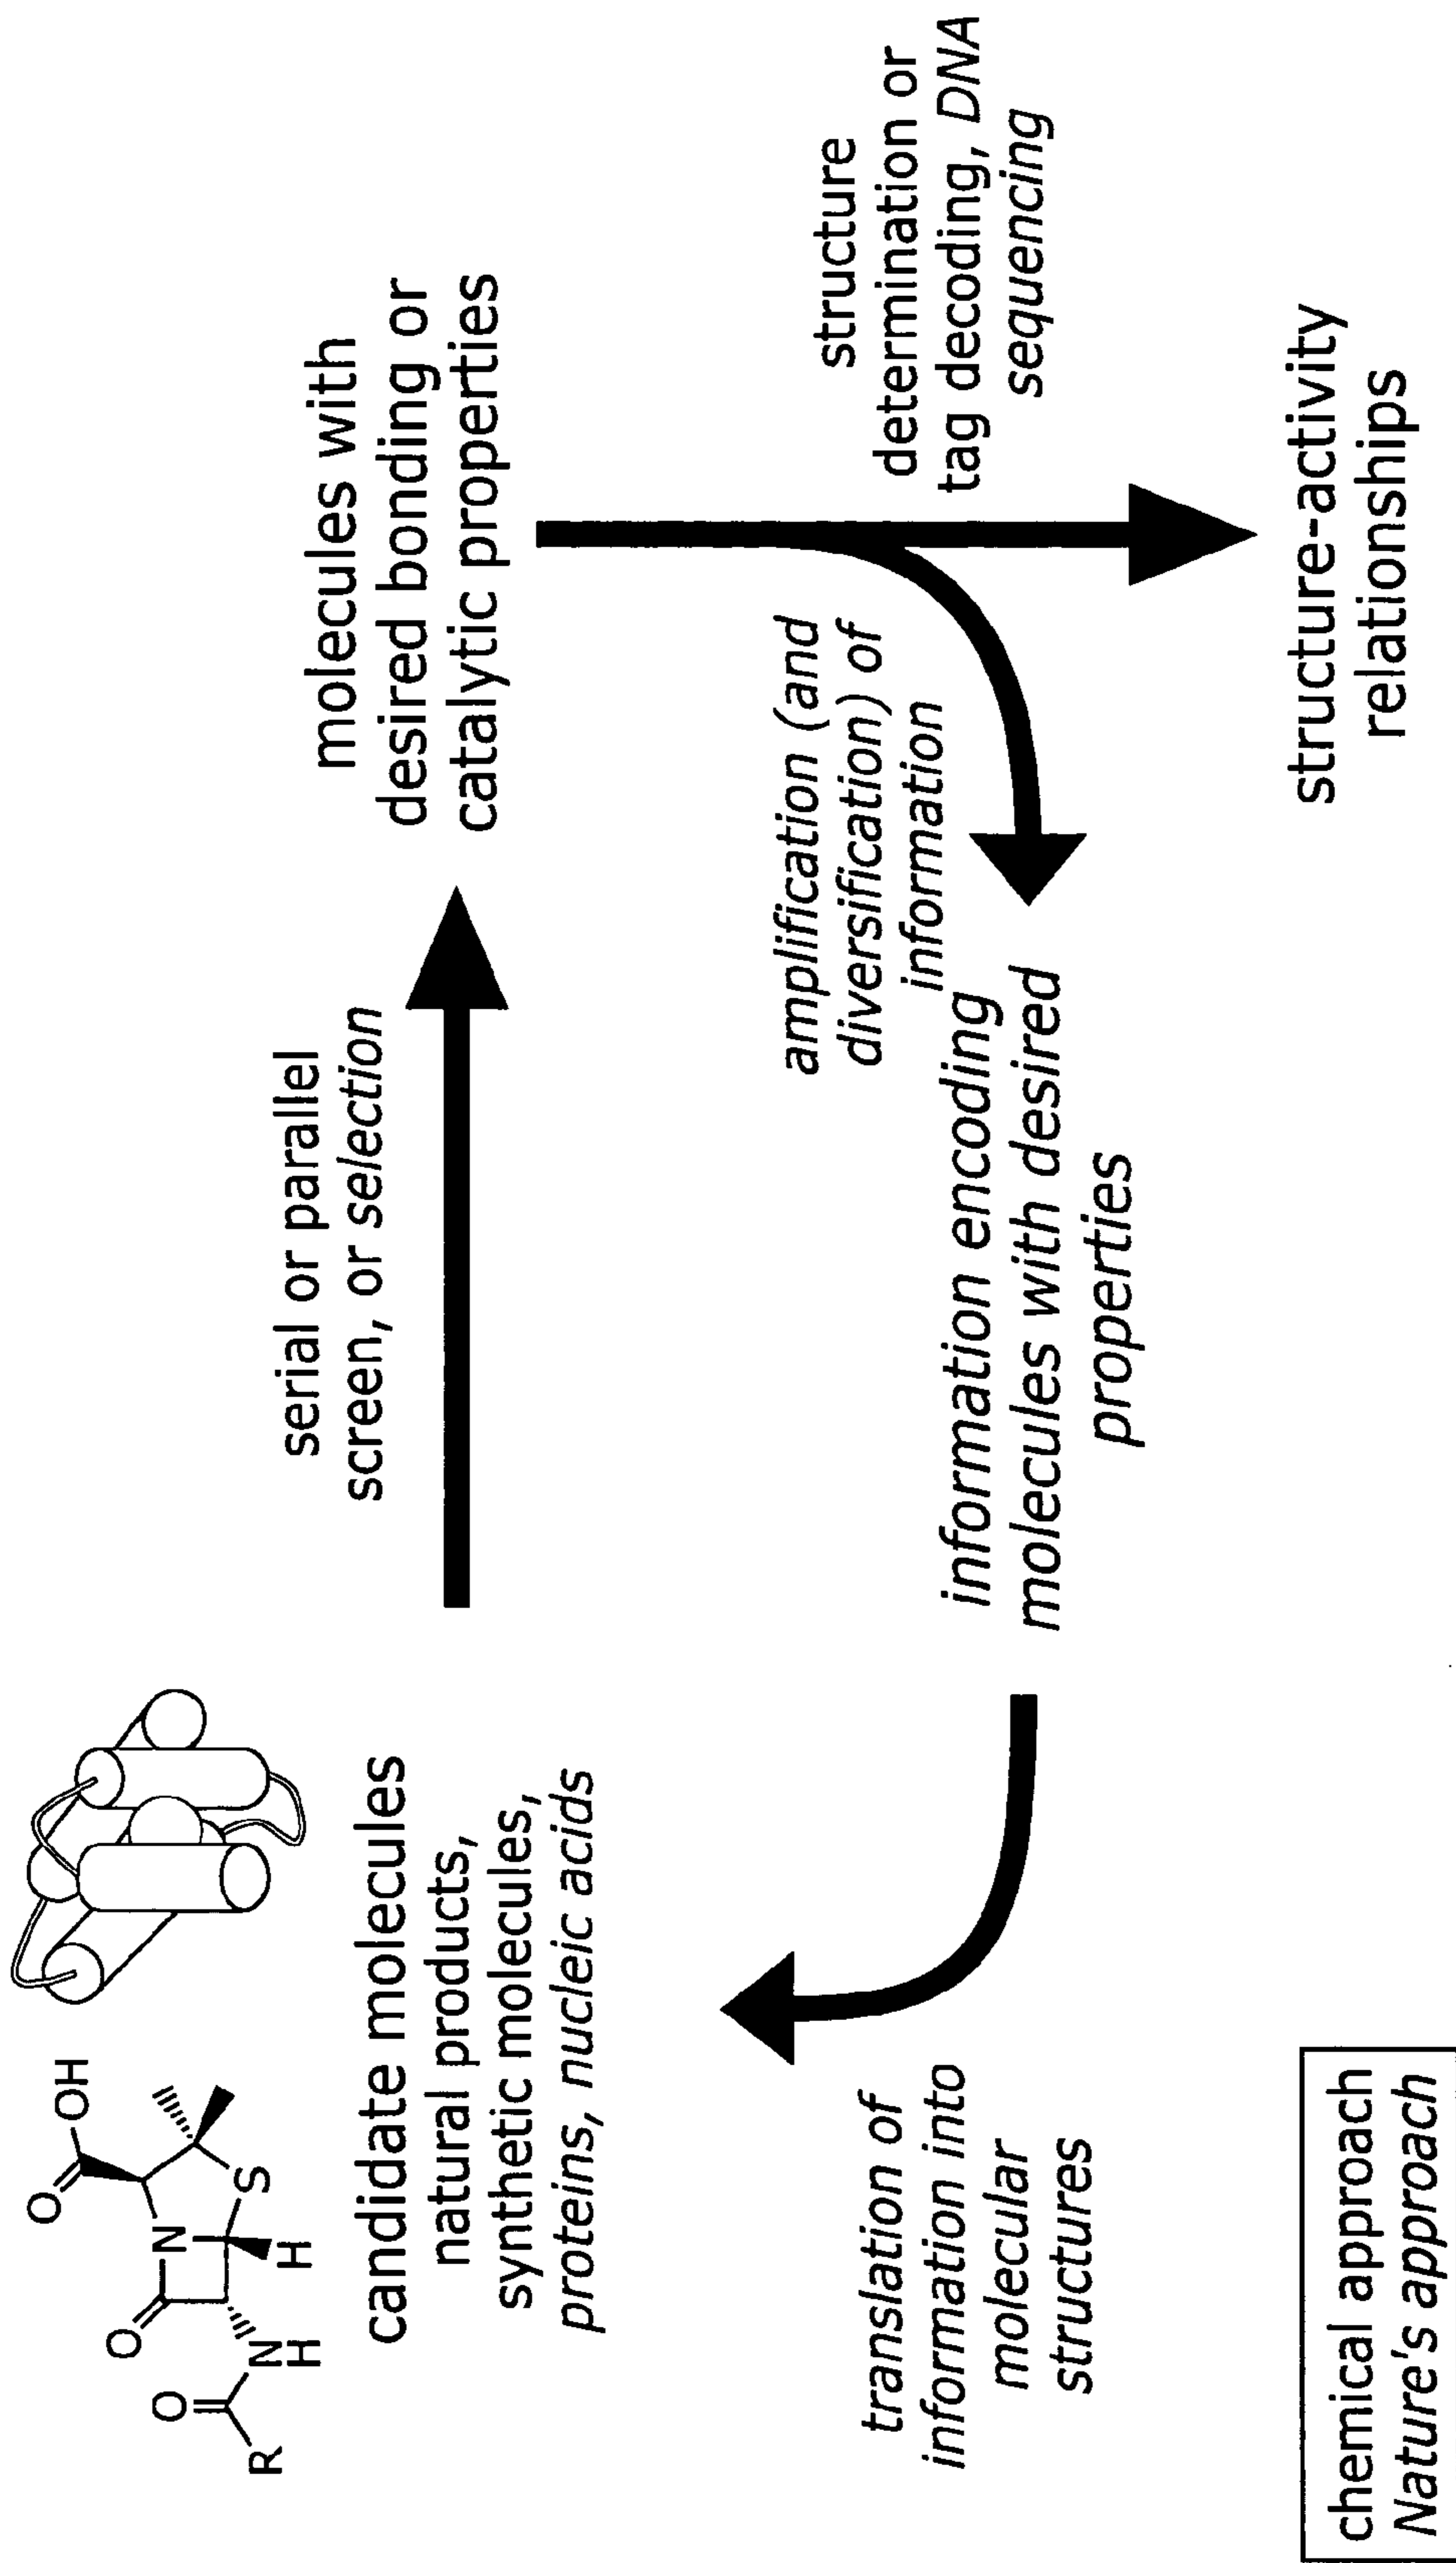 O
OH
O
N
O
S
R
N
H
H
candidate molecules
natural products,
synthetic molecules,
proteins, nucleic acids
serial or parallel
screen, or selection
molecules with
desired bonding or
catalytic properties
structure
determination or
tag decoding, DNA
sequencing
amplification (and
diversification) of
information
structure-activity
relationships
information encoding
molecules with desired
properties
translation of
information into
molecular
structures
chemical approach
Nature's approach